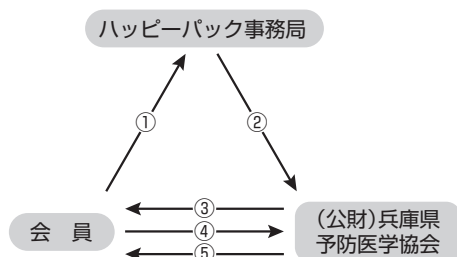 ハッピーパック事務局
①
②
③
④
⑤
会　員
(公財)兵庫県
予防医学協会